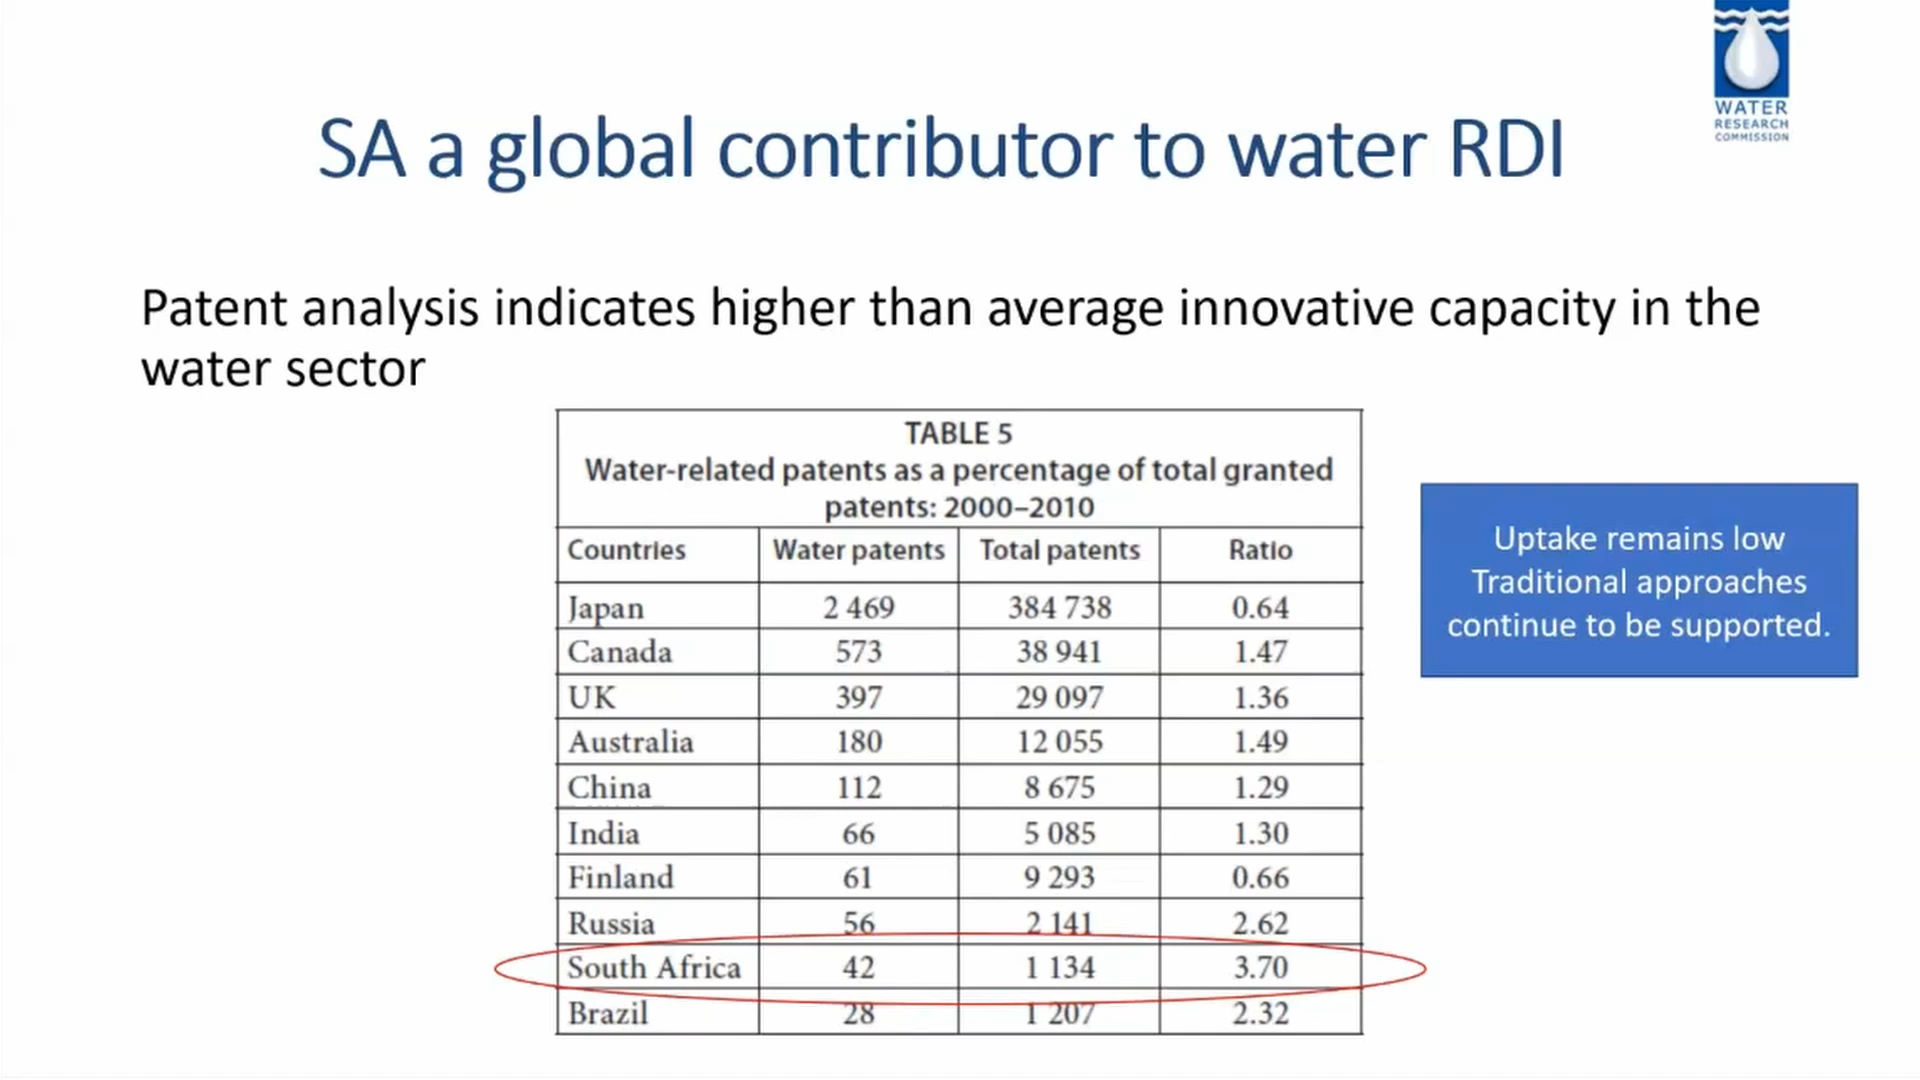 WATER
RESEARCH
COMMISSION
SA a global contributor to water RDI
Patent analysis indicates higher than average innovative capacity in the
water sector
TABLE 5
Water-related patents as a percentage of total granted
patents: 2000–2010
Countries Water patents Total patents Ratio
Japan 2 469 384 738 0.64
Canada 573 38 941 1.47
UK 397 29 097 1.36
Australia 180 12 055 1.49
China 112 8 675 1.29
India 66 5 085 1.30
Finland 61 9 293 0.66
Russia 56 2 141 2.62
South Africa 42 1 134 3.70
Brazil 28 1 207 2.32
Uptake remains low
Traditional approaches
continue to be supported.